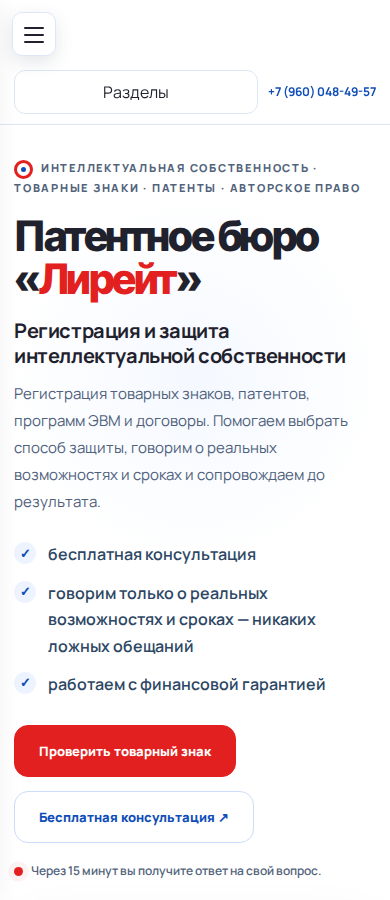 Разделы
+7 (960) 048-49-57
ИНТЕЛЛЕКТУАЛЬНАЯ СОБСТВЕННОСТЬ ·
ТОВАРНЫЕ ЗНАКИ · ПАТЕНТЫ · АВТОРСКОЕ ПРАВО
Патентное бюро
«Лирейт»
Регистрация и защита
интеллектуальной собственности
Регистрация товарных знаков, патентов,
программ ЭВМ и договоры. Помогаем выбрать
способ защиты, говорим о реальных
возможностях и сроках и сопровождаем до
результата.
✓ бесплатная консультация
✓ говорим только о реальных
возможностях и сроках — никаких
ложных обещаний
✓ работаем с финансовой гарантией
Проверить товарный знак
Бесплатная консультация ↗
Через 15 минут вы получите ответ на свой вопрос.